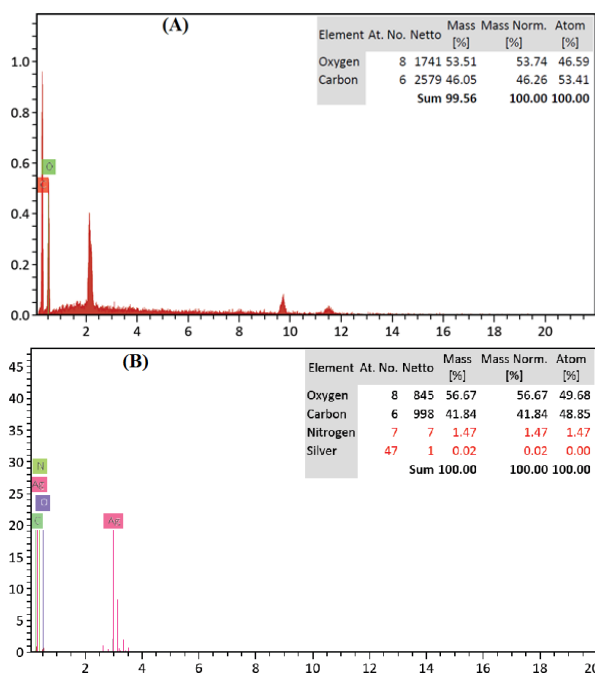 (A)
Element At. No. Netto Mass [%] Mass Norm. [%] Atom [%]
Oxygen 8 1741 53.51 53.74 46.59
Carbon 6 2579 46.05 46.26 53.41
Sum 99.56 100.00 100.00
1.0
0.8
0.6
0.4
0.2
0.0
O
2 4 6 8 10 12 14 16 18 20
(B)
Element At. No. Netto Mass [%] Mass Norm. [%] Atom [%]
Oxygen 8 845 56.67 56.67 49.68
Carbon 6 998 41.84 41.84 48.85
Nitrogen 7 7 1.47 1.47 1.47
Silver 47 1 0.02 0.02 0.00
Sum 100.00 100.00 100.00
45
40
35
30
25
20
15
10
5
0
N
Ag
O
C
Ag
2 4 6 8 10 12 14 16 18 20